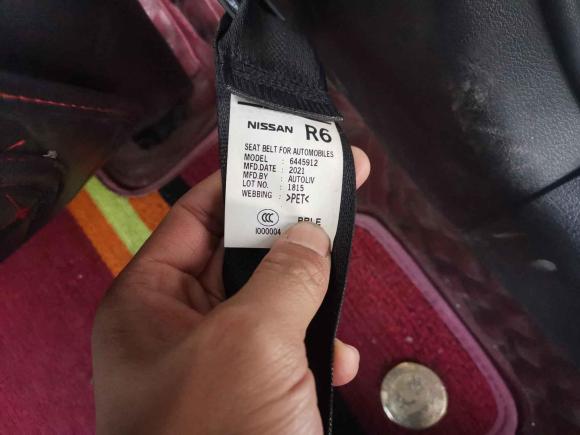 NISSAN R6
SEAT BELT FOR AUTOMOBILES
MODEL : 6445912
MFD.DATE : 2021
MFD.BY : AUTOLIV
LOT NO. : 1815
WEBBING : >PET<
CCC
I000004